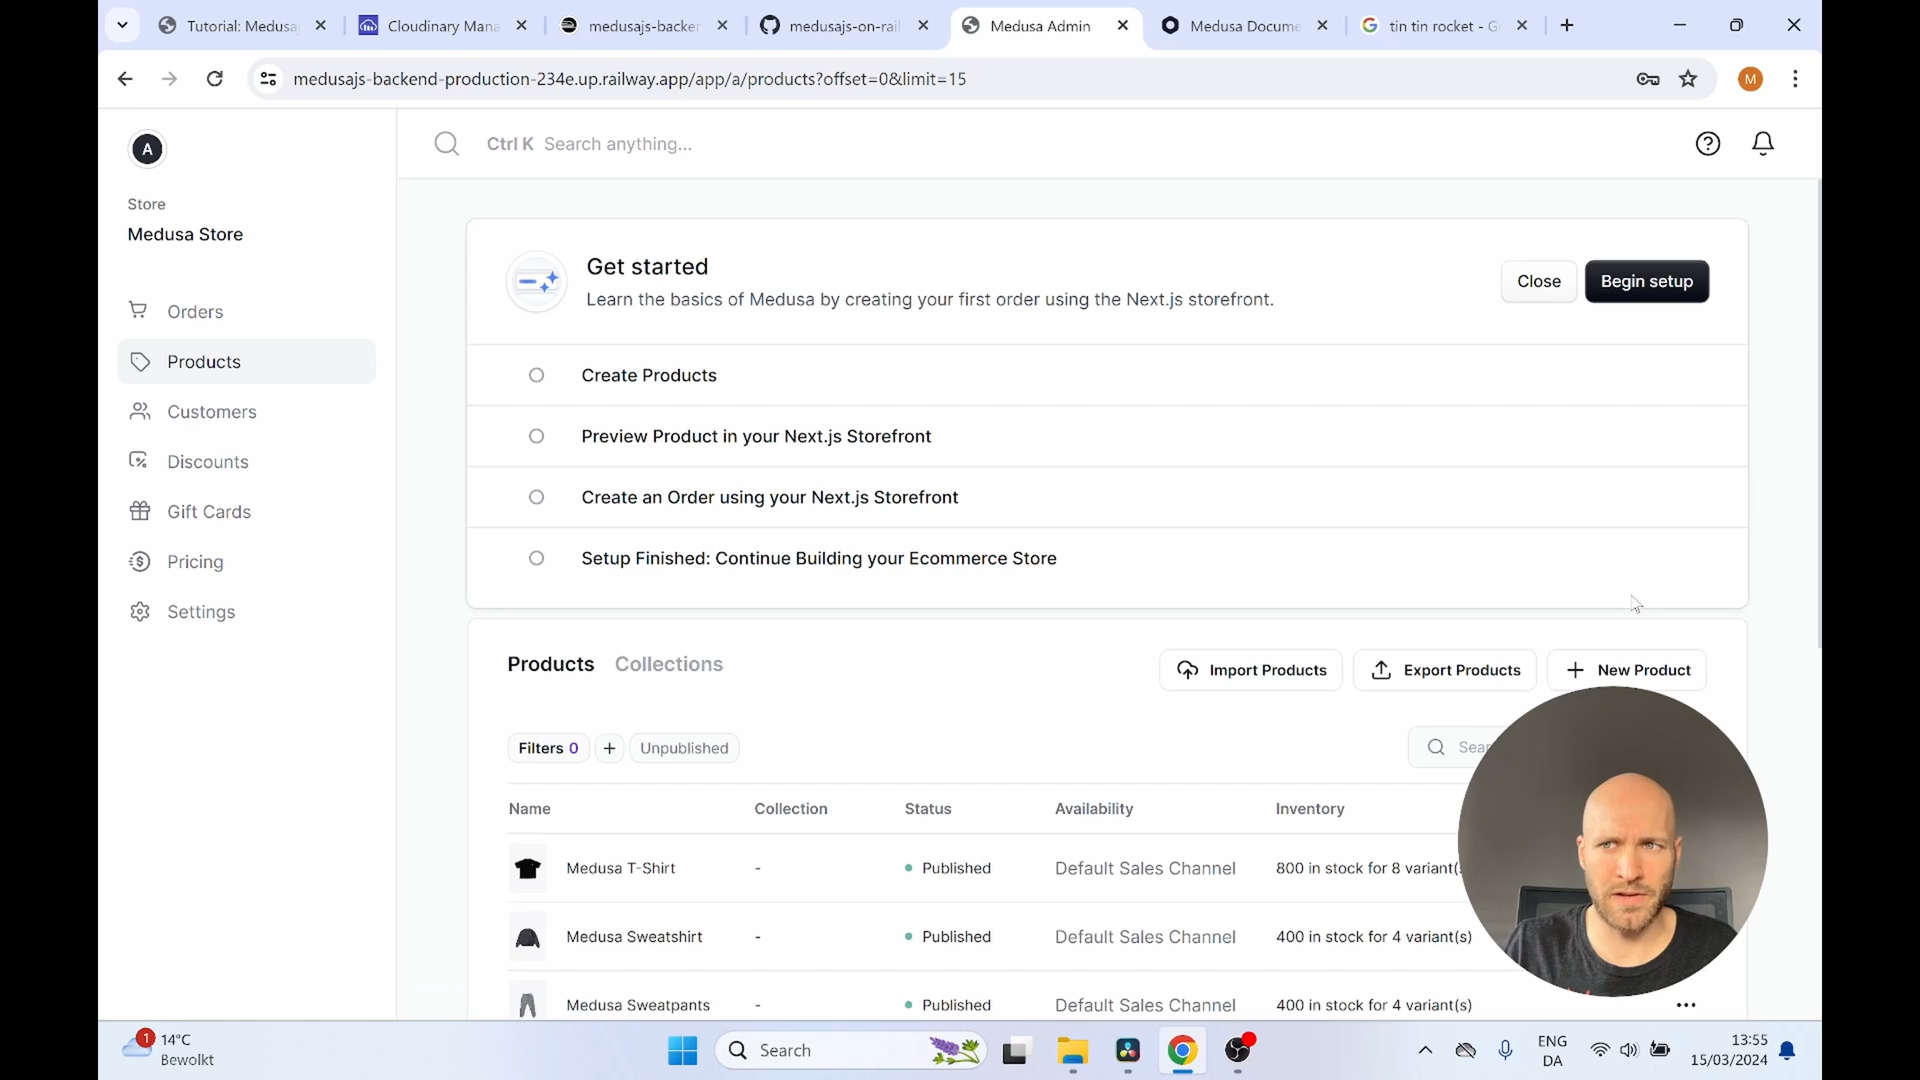 Tutorial: Medusa
Cloudinary Mana
medusajs-backe
medusajs-on-rail
Medusa Admin
Medusa Docume
tin tin rocket - G
medusajs-backend-production-234e.up.railway.app/app/a/products?offset=0&limit=15
M
A
Ctrl K Search anything...
Store
Medusa Store
Orders
Products
Customers
Discounts
Gift Cards
Pricing
Settings
Get started
Learn the basics of Medusa by creating your first order using the Next.js storefront.
Close
Begin setup
Create Products
Preview Product in your Next.js Storefront
Create an Order using your Next.js Storefront
Setup Finished: Continue Building your Ecommerce Store
Products Collections
Import Products
Export Products
New Product
Filters 0
+
Unpublished
Sear
Name Collection Status Availability Inventory
Medusa T-Shirt - Published Default Sales Channel 800 in stock for 8 variant(
Medusa Sweatshirt - Published Default Sales Channel 400 in stock for 4 variant(s)
Medusa Sweatpants - Published Default Sales Channel 400 in stock for 4 variant(s)
1
14°C
Bewolkt
Search
ENG
DA
13:55
15/03/2024